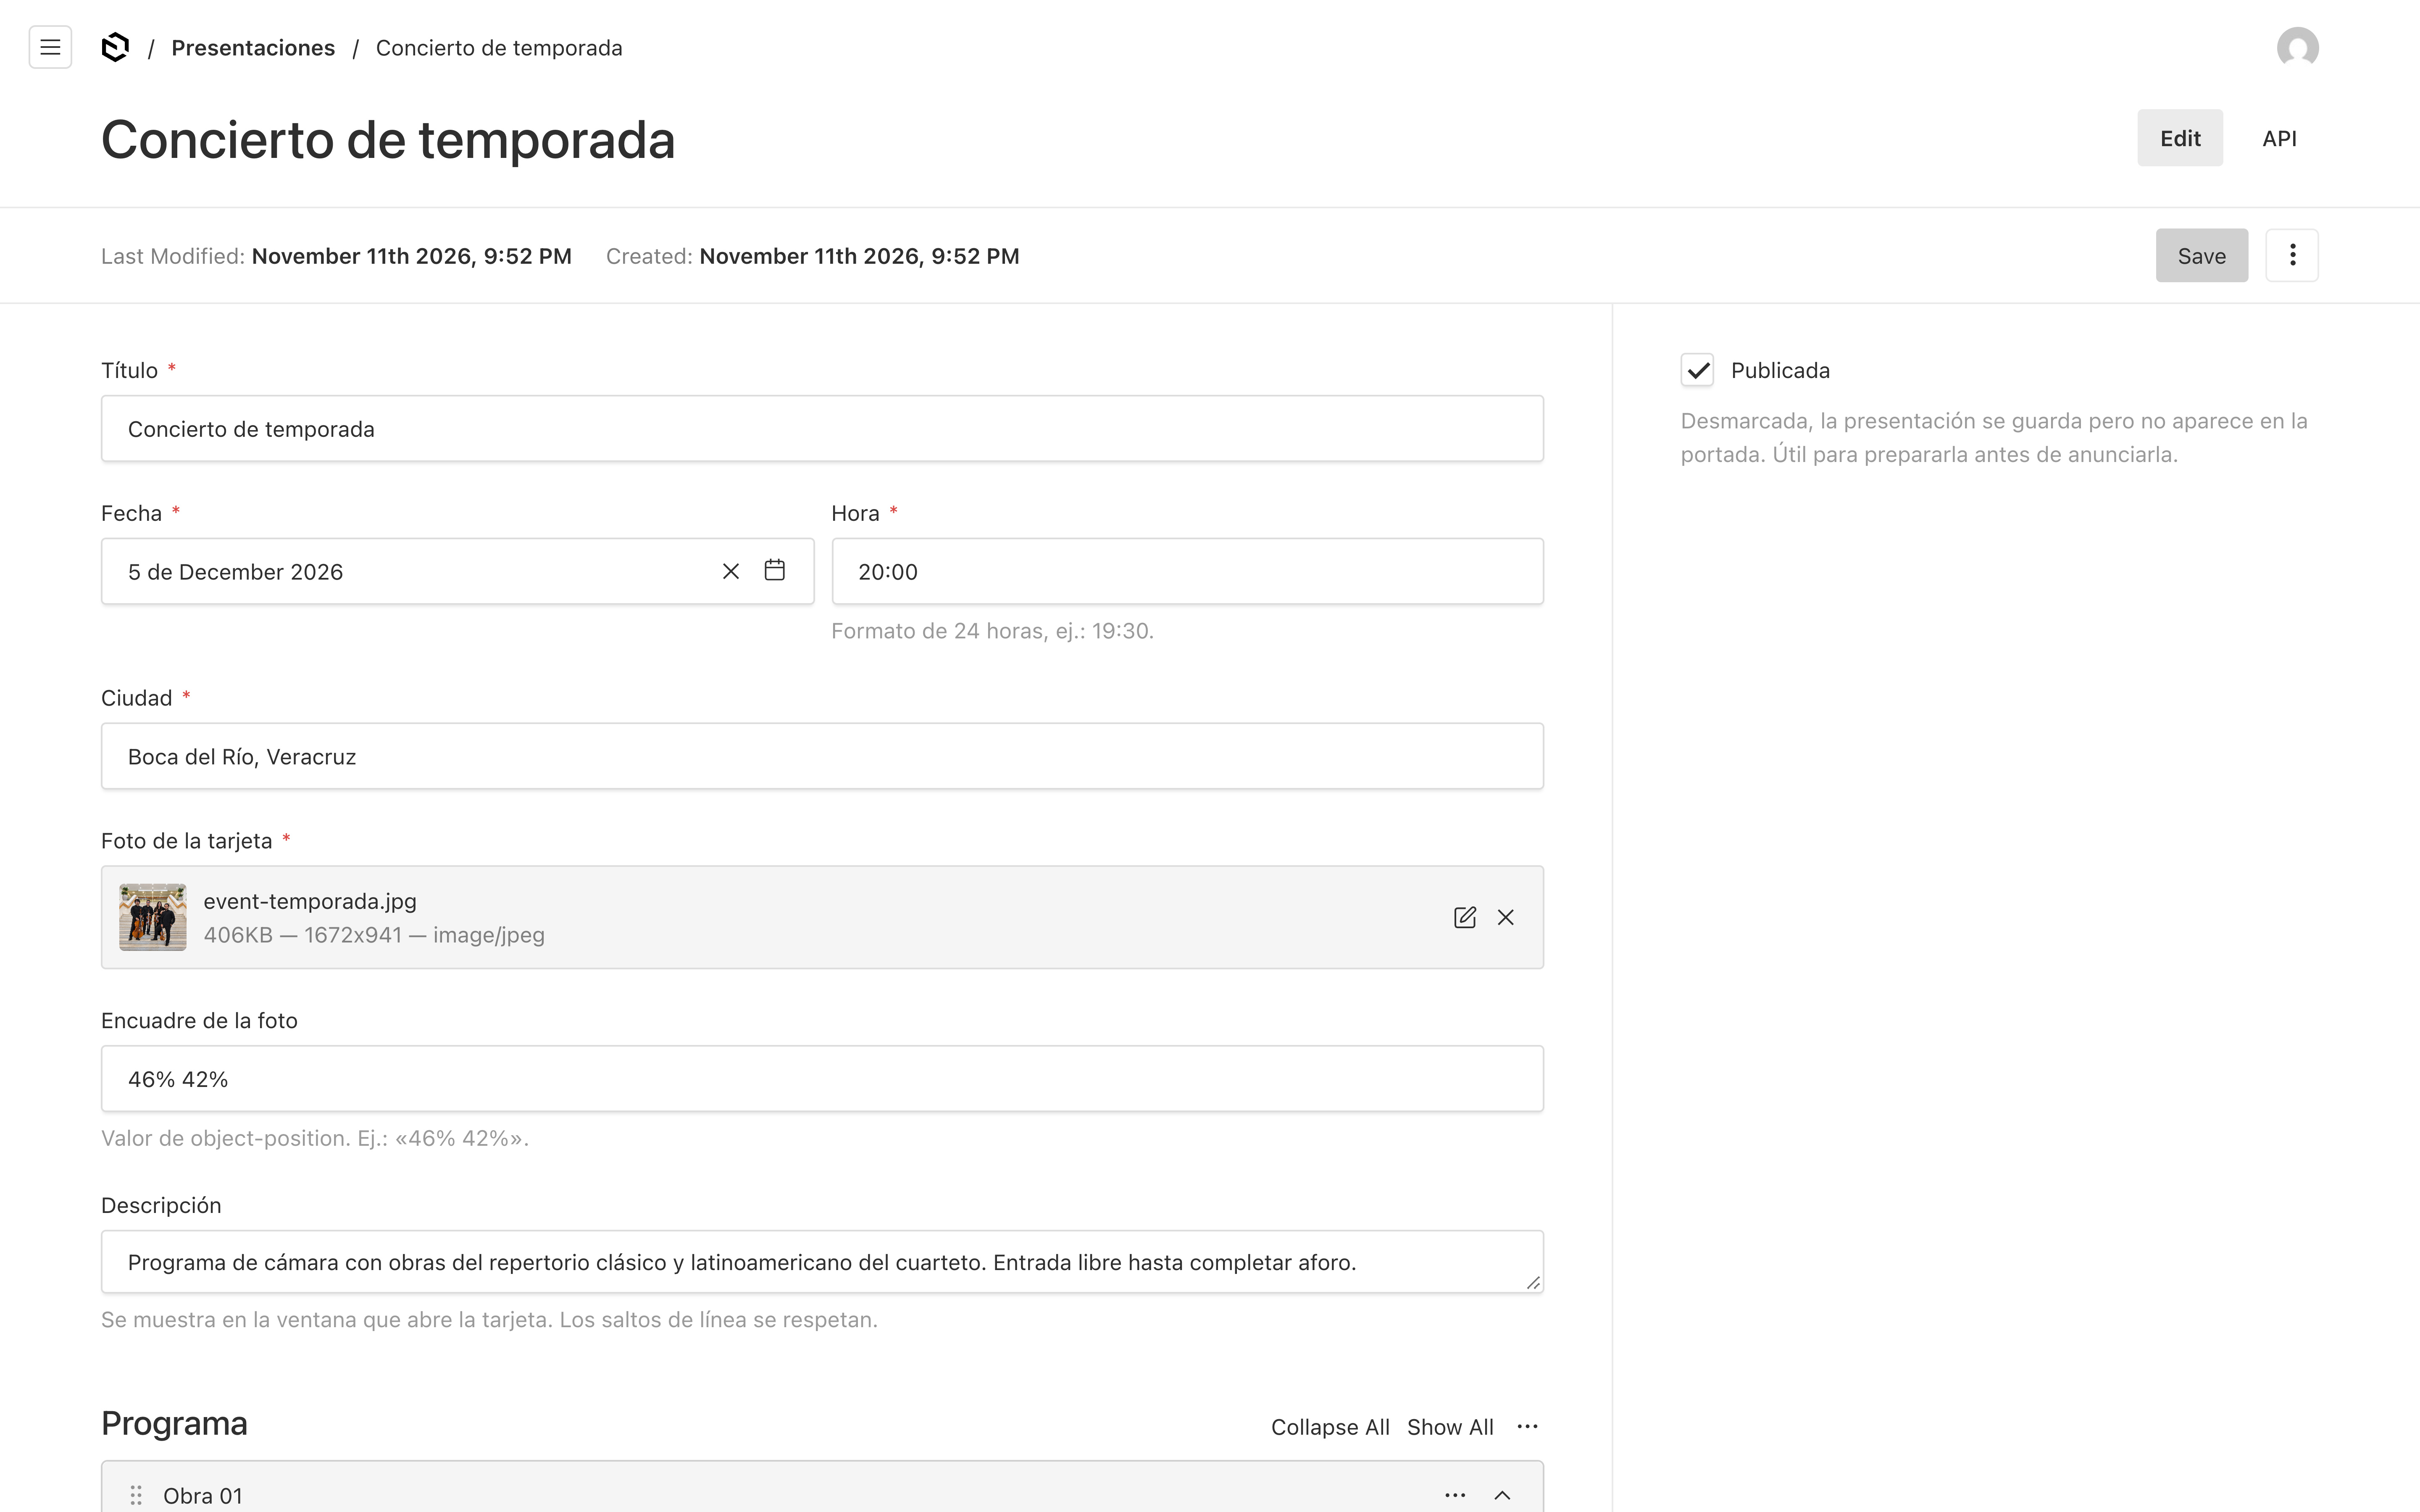 / Presentaciones / Concierto de temporada
Concierto de temporada
Edit API
Last Modified: November 11th 2026, 9:52 PM Created: November 11th 2026, 9:52 PM
Save
Título *
Concierto de temporada
Fecha *
5 de December 2026
Hora *
20:00
Formato de 24 horas, ej.: 19:30.
Ciudad *
Boca del Río, Veracruz
Foto de la tarjeta *
event-temporada.jpg
406KB — 1672x941 — image/jpeg
Encuadre de la foto
46% 42%
Valor de object-position. Ej.: «46% 42%».
Descripción
Programa de cámara con obras del repertorio clásico y latinoamericano del cuarteto. Entrada libre hasta completar aforo.
Se muestra en la ventana que abre la tarjeta. Los saltos de línea se respetan.
Programa
Collapse All Show All
Obra 01
Publicada
Desmarcada, la presentación se guarda pero no aparece en la
portada. Útil para prepararla antes de anunciarla.